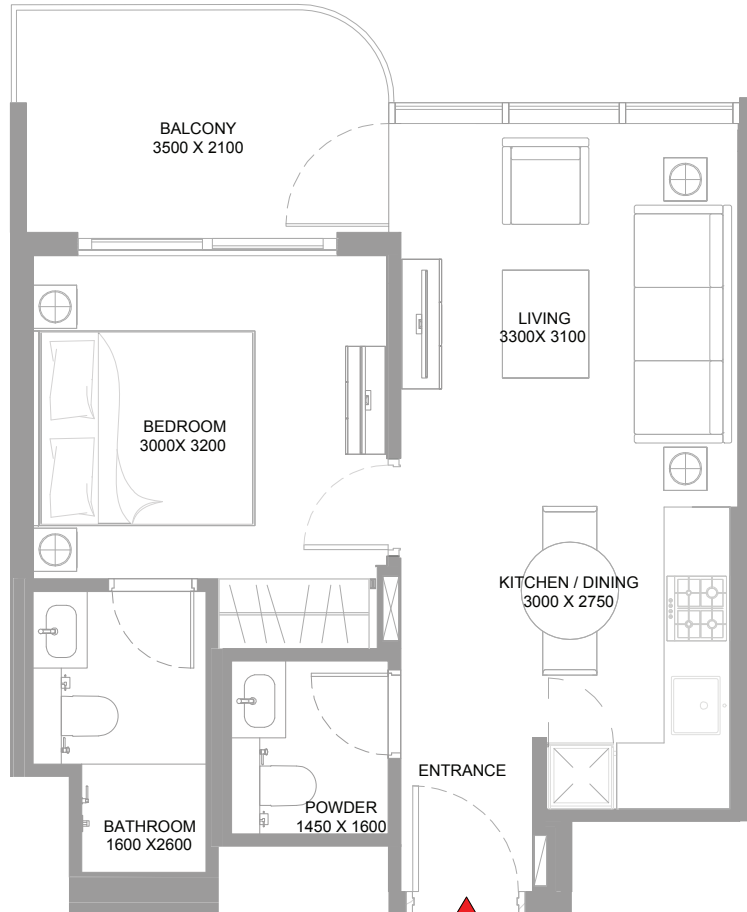 BALCONY
3500 X 2100
LIVING
3300X 3100
BEDROOM
3000X 3200
KITCHEN / DINING
3000 X 2750
ENTRANCE
POWDER
1450 X 1600
BATHROOM
1600 X2600